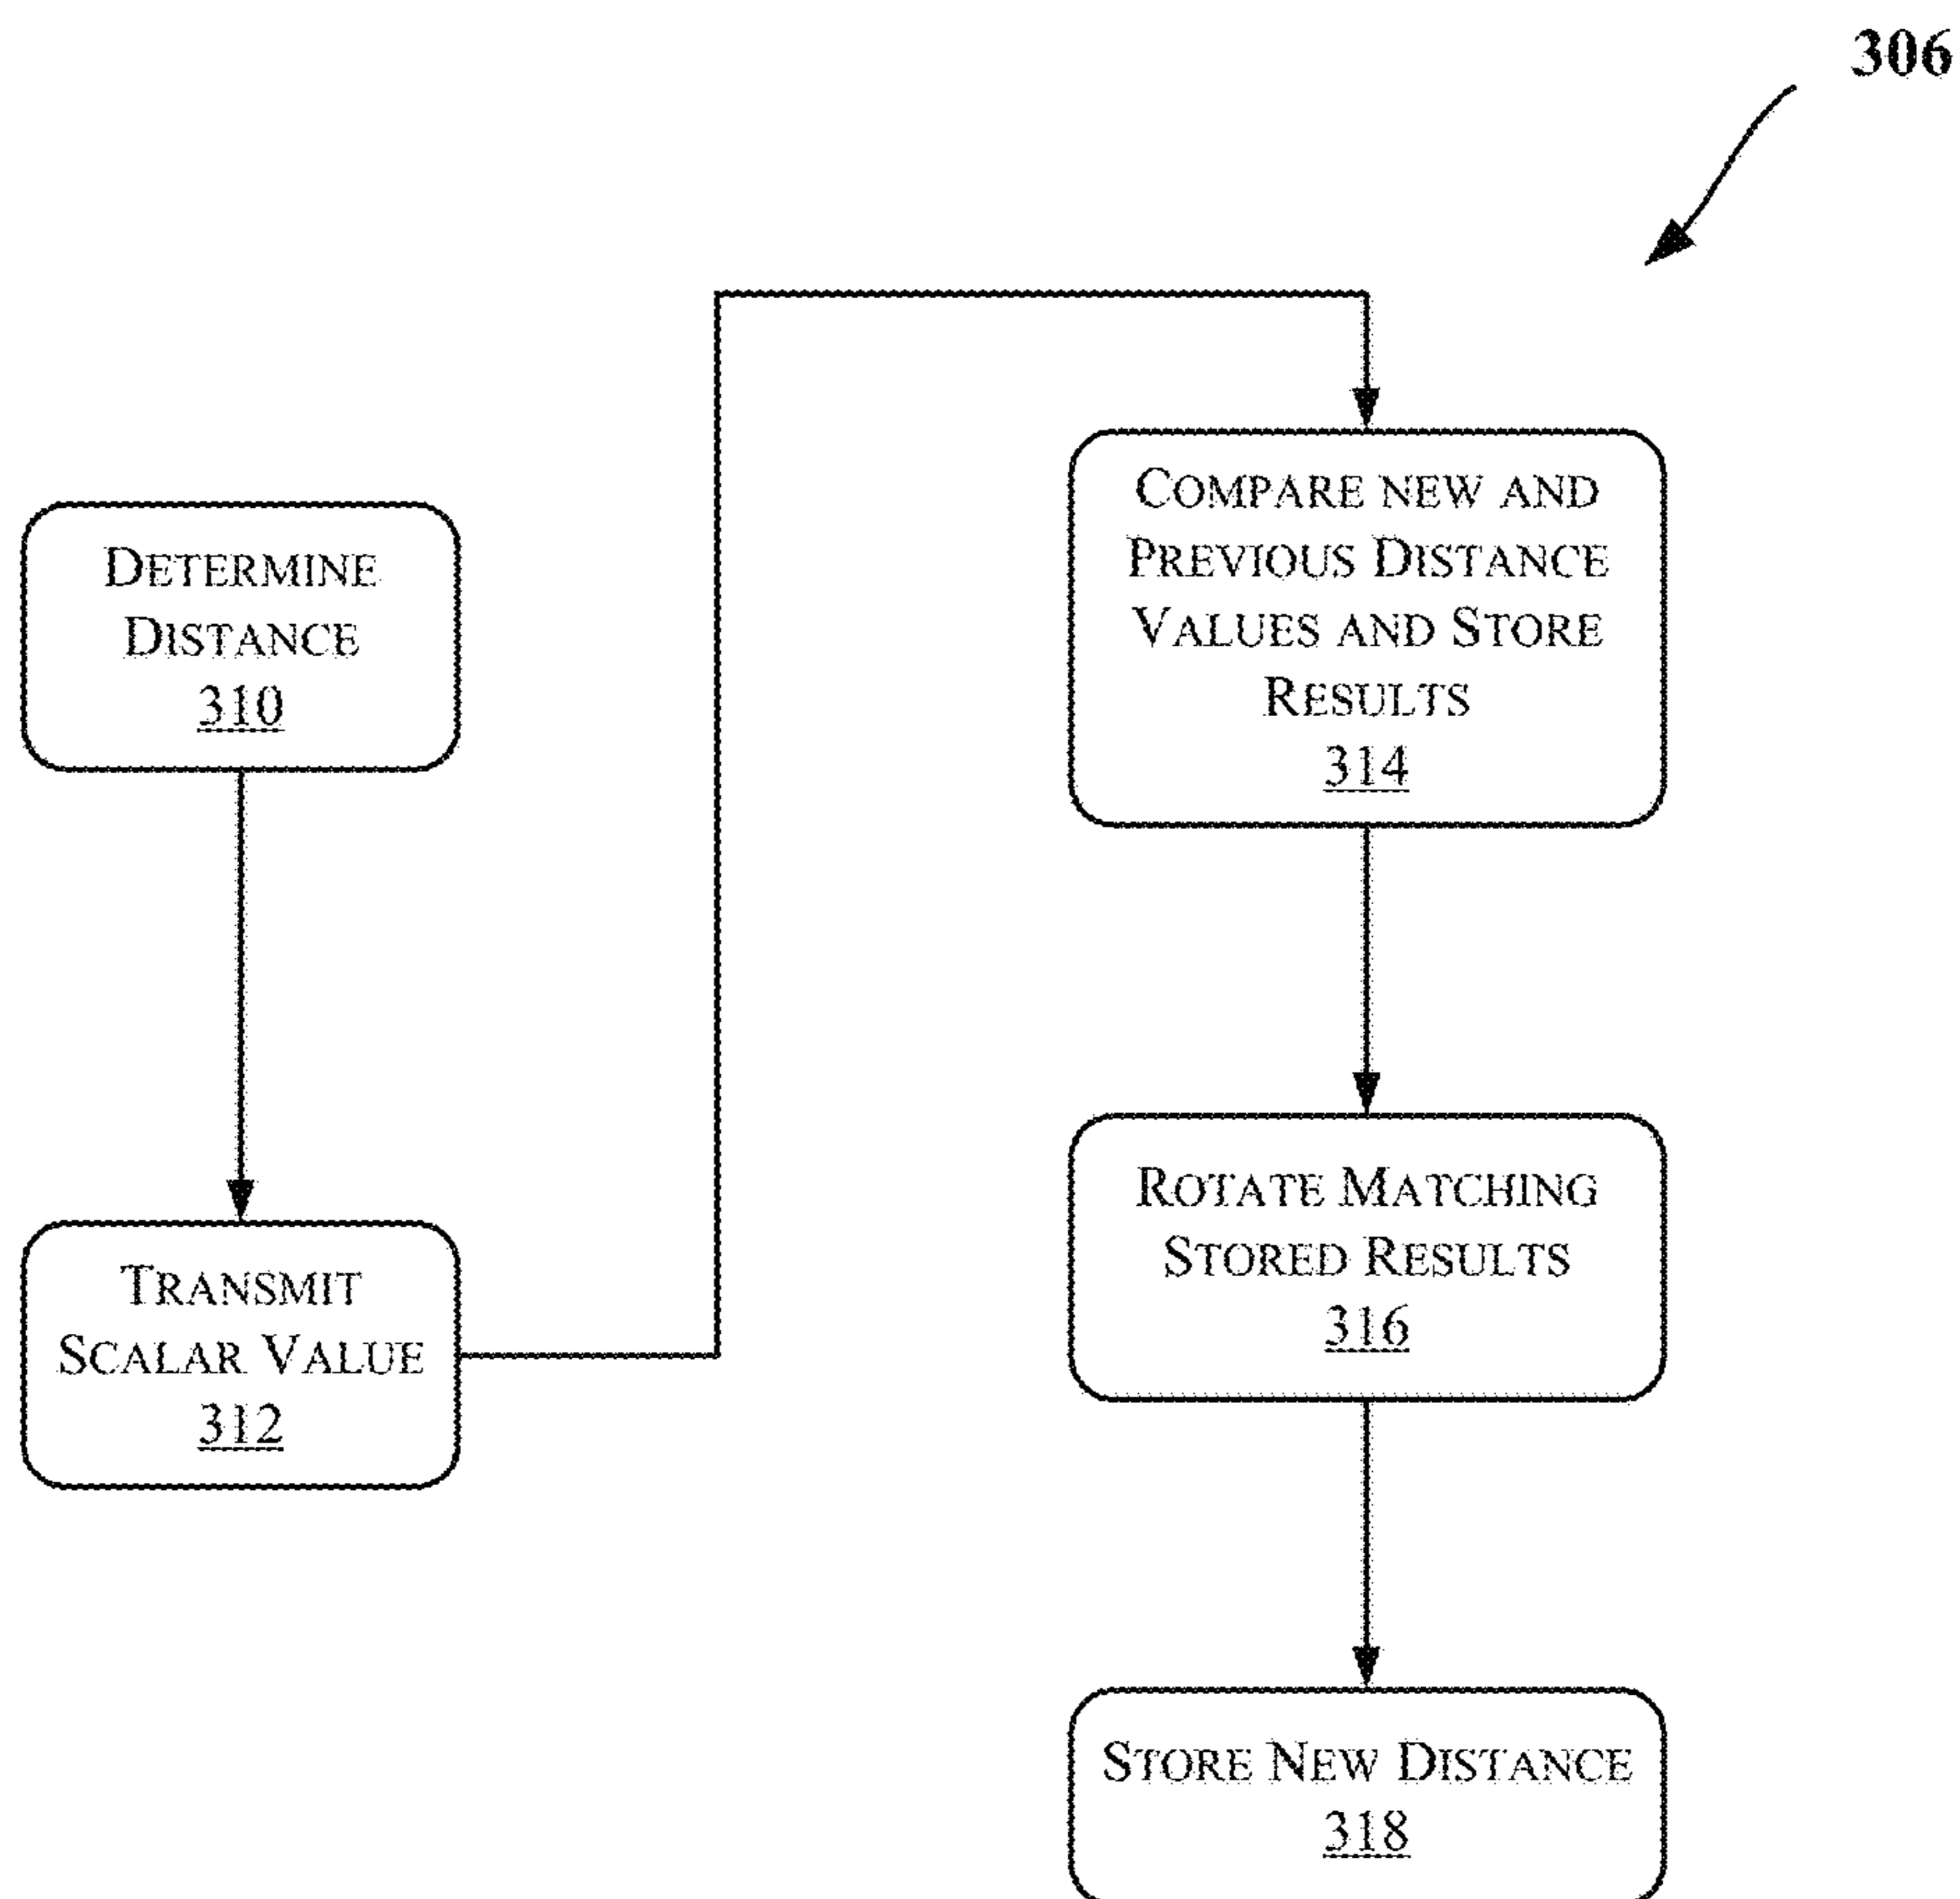 306
DETERMINE
DISTANCE
310
TRANSMIT
SCALAR VALUE
312
COMPARE NEW AND
PREVIOUS DISTANCE
VALUES AND STORE
RESULTS
314
ROTATE MATCHING
STORED RESULTS
316
STORE NEW DISTANCE
318